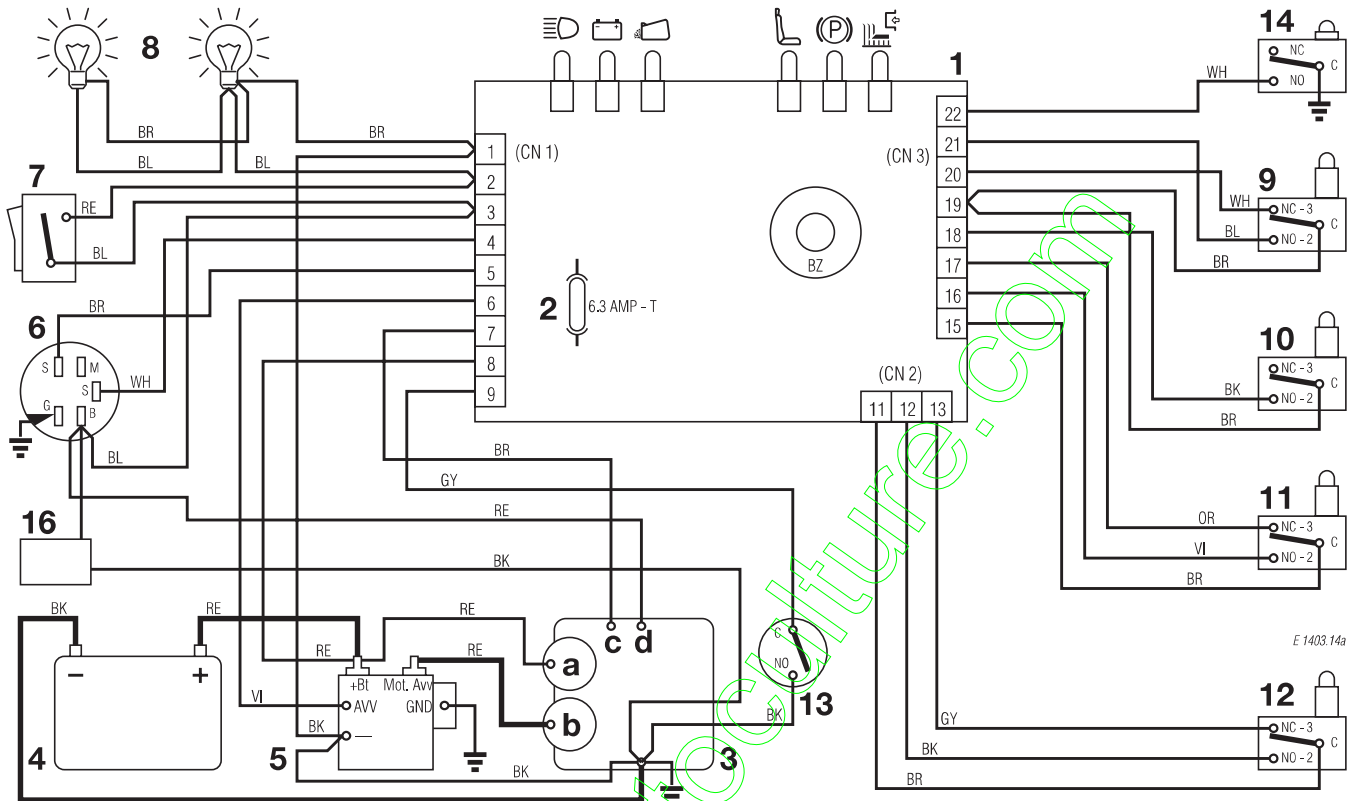 8
1
14
NC
C
NO
WH
P
BR
BR
BL
BL
7
RE
BL
1
2
3
4
5
6
7
8
9
(CN 1)
22
21
20
19
18
17
16
15
(CN 3)
BZ
2
6.3 AMP - T
(CN 2)
11
12
13
9
WH
NC - 3
C
BL
NO - 2
BR
6
BR
S
M
S
WH
G
B
BL
10
NC - 3
C
BK
NO - 2
BR
BR
GY
RE
16
BK
11
OR
NC - 3
C
VI
NO - 2
BR
E 1403.14a
BK
RE
RE
RE
−
+
4
+Bt
Mot. Avv
VI
AVV
GND
BK
—
5
BK
c
d
a
b
3
C
NO
13
BK
12
GY
NC - 3
C
BK
NO - 2
BR